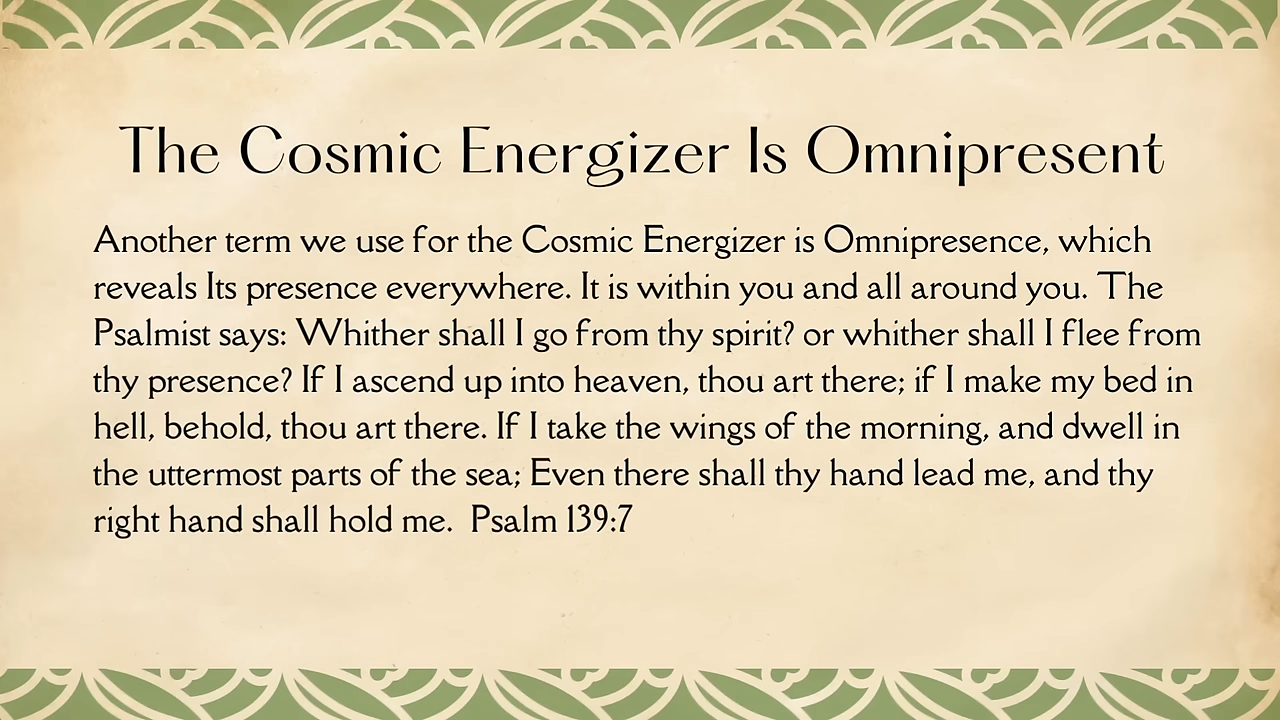 The Cosmic Energizer Is Omnipresent
Another term we use for the Cosmic Energizer is Omnipresence, which
reveals Its presence everywhere. It is within you and all around you. The
Psalmist says: Whither shall I go from thy spirit? or whither shall I flee from
thy presence? If I ascend up into heaven, thou art there; if I make my bed in
hell, behold, thou art there. If I take the wings of the morning, and dwell in
the uttermost parts of the sea; Even there shall thy hand lead me, and thy
right hand shall hold me.  Psalm 139:7